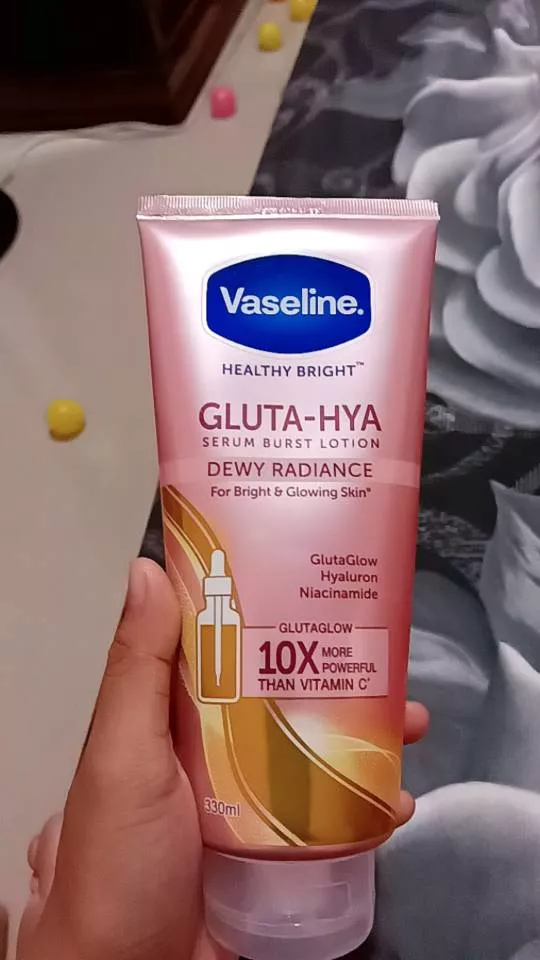 Vaseline.
HEALTHY BRIGHT™
GLUTA-HYA
SERUM BURST LOTION
DEWY RADIANCE
For Bright & Glowing Skin*
GlutaGlow
Hyaluron
Niacinamide
GLUTAGLOW
10X MORE POWERFUL
THAN VITAMIN C*
330ml